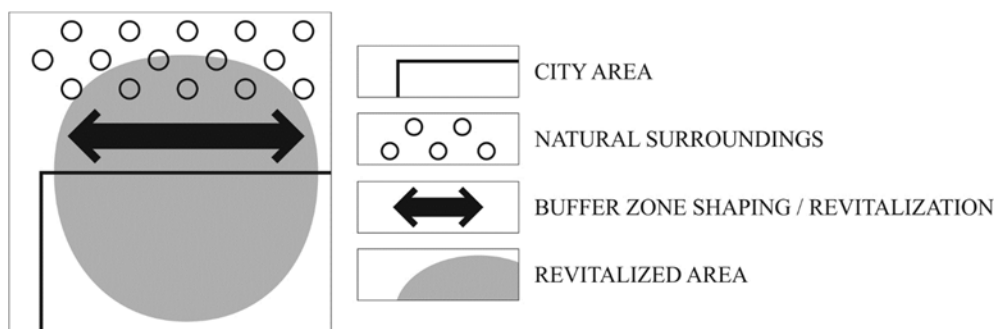 CITY AREA
NATURAL SURROUNDINGS
BUFFER ZONE SHAPING / REVITALIZATION
REVITALIZED AREA